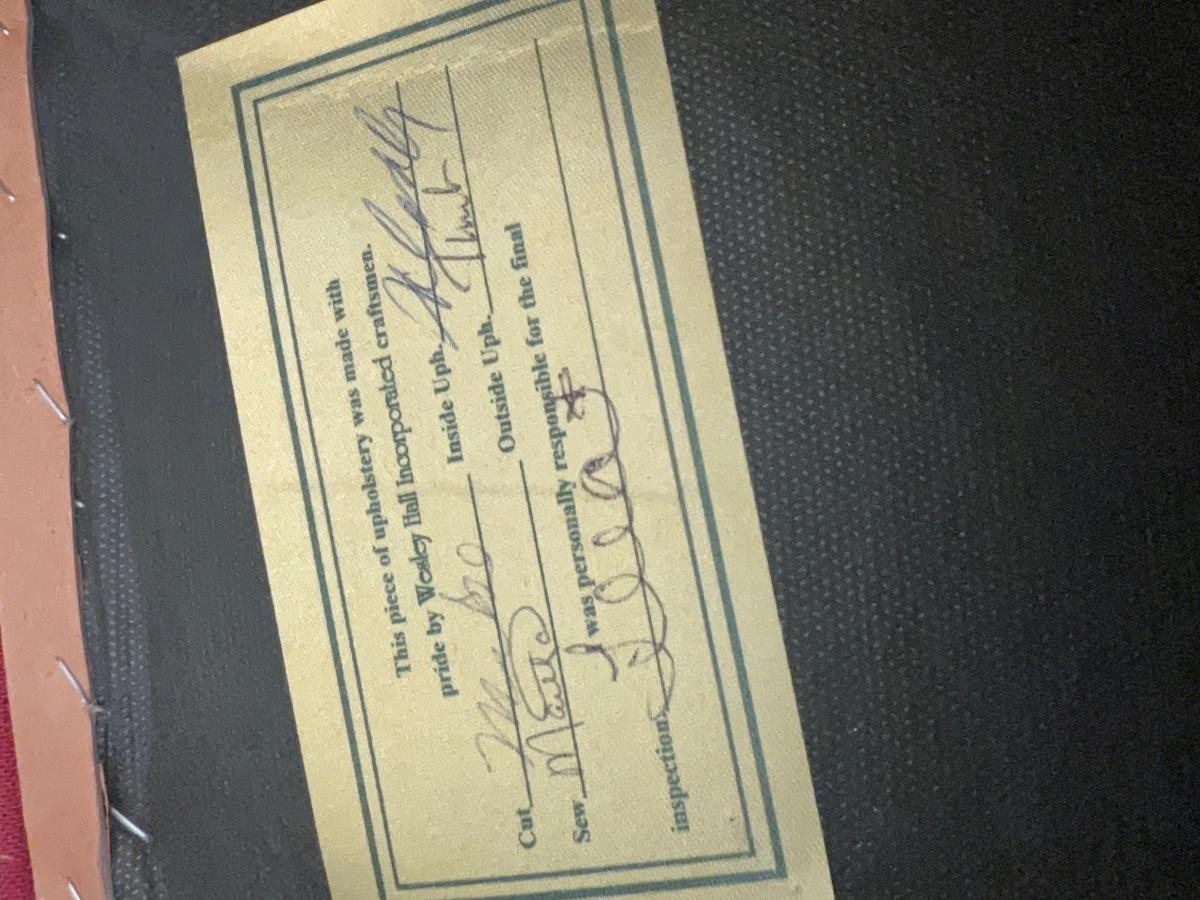 This piece of upholstery was made with
pride by Wesley Hall Incorporated craftsmen.
Cut Inside Uph.
Sew Outside Uph.
I was personally responsible for the final
inspection